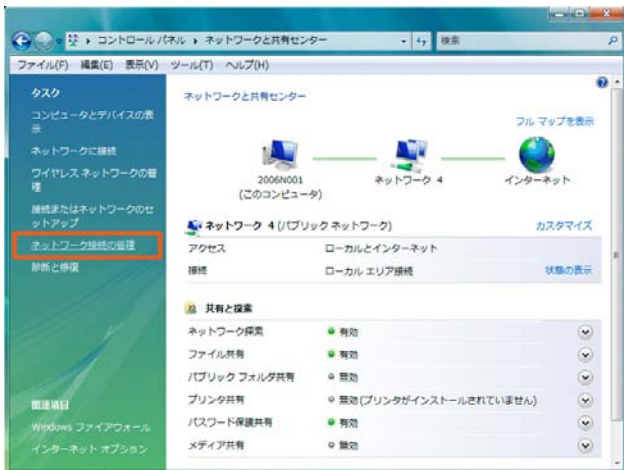 コントロール パネル ▸ ネットワークと共有センター
検索
ファイル(F) 編集(E) 表示(V) ツール(T) ヘルプ(H)
タスク
コンピュータとデバイスの表
示
ネットワークに接続
ワイヤレス ネットワークの管
理
接続またはネットワークのセ
ットアップ
ネットワーク接続の管理
診断と修復
関連項目
Windows ファイアウォール
インターネット オプション
ネットワークと共有センター
フル マップを表示
2006N001
(このコンピュータ)
ネットワーク 4
インターネット
ネットワーク 4 (パブリック ネットワーク)
カスタマイズ
アクセス
ローカルとインターネット
接続
ローカル エリア接続
状態の表示
共有と探索
ネットワーク探索
有効
ファイル共有
有効
パブリック フォルダ共有
無効
プリンタ共有
無効(プリンタがインストールされていません)
パスワード保護共有
有効
メディア共有
無効